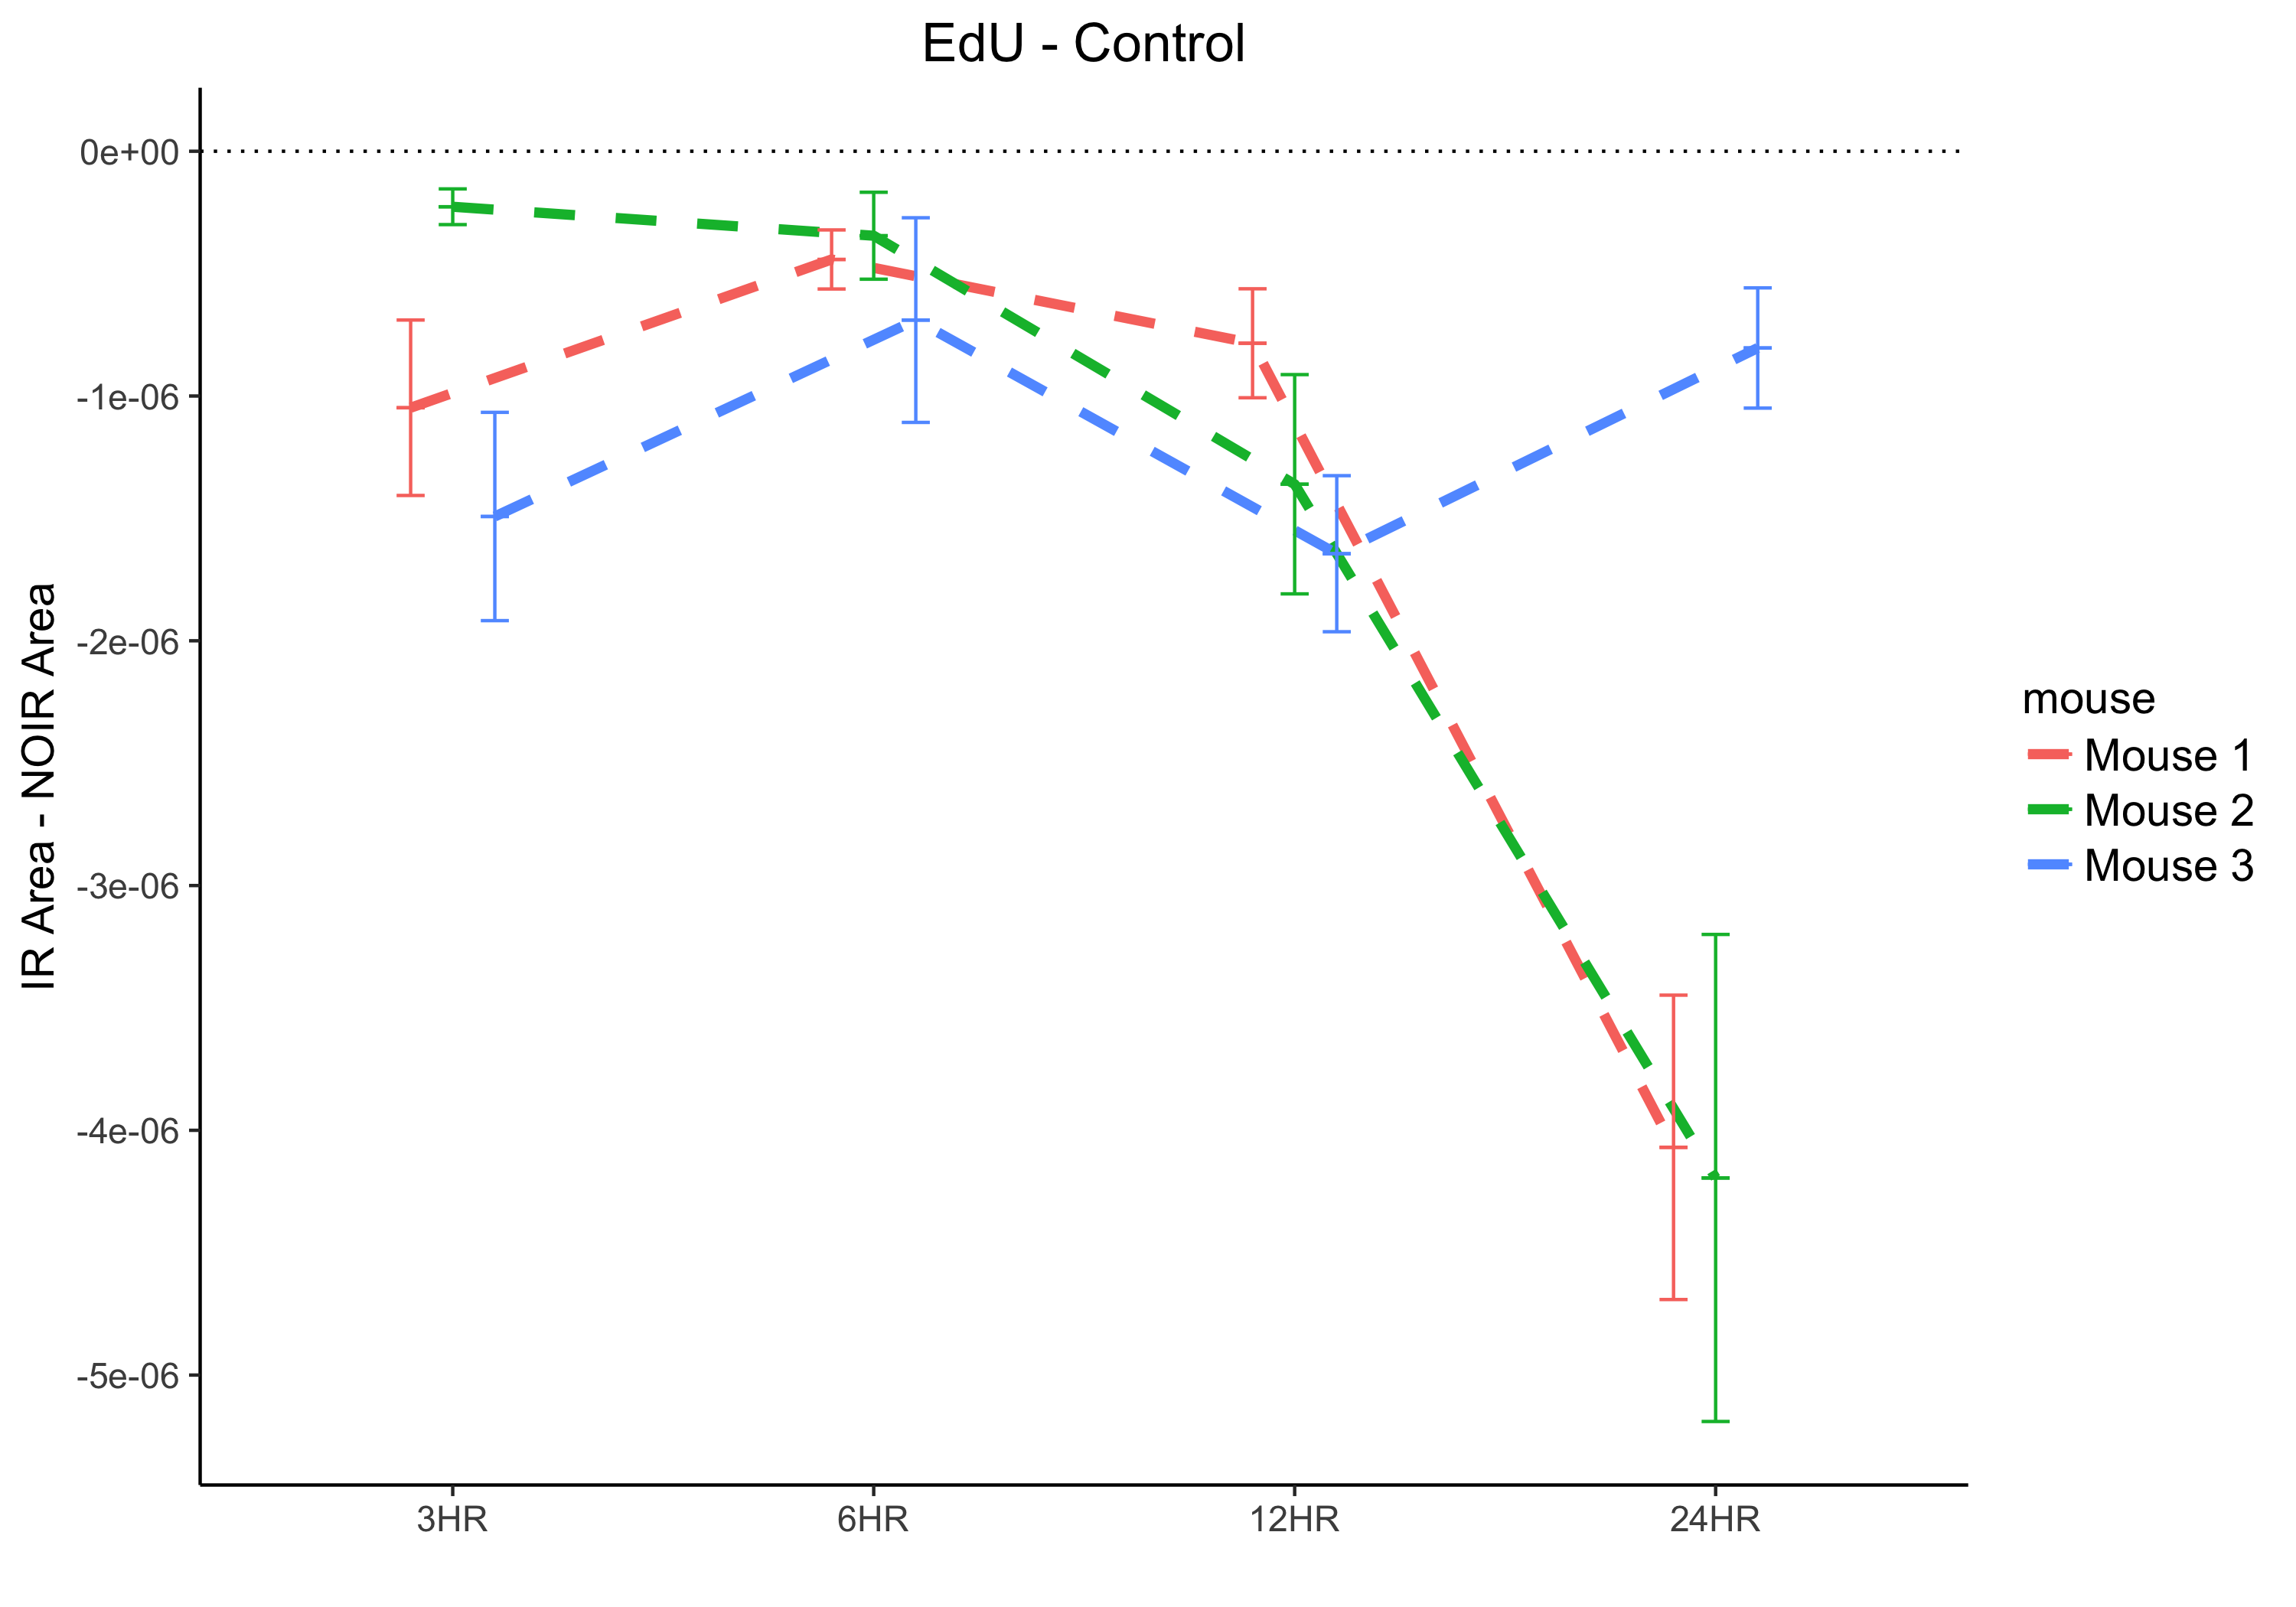 EdU - Control
IR Area - NOIR Area
0e+00
-1e-06
-2e-06
-3e-06
-4e-06
-5e-06
3HR
6HR
12HR
24HR
mouse
Mouse 1
Mouse 2
Mouse 3